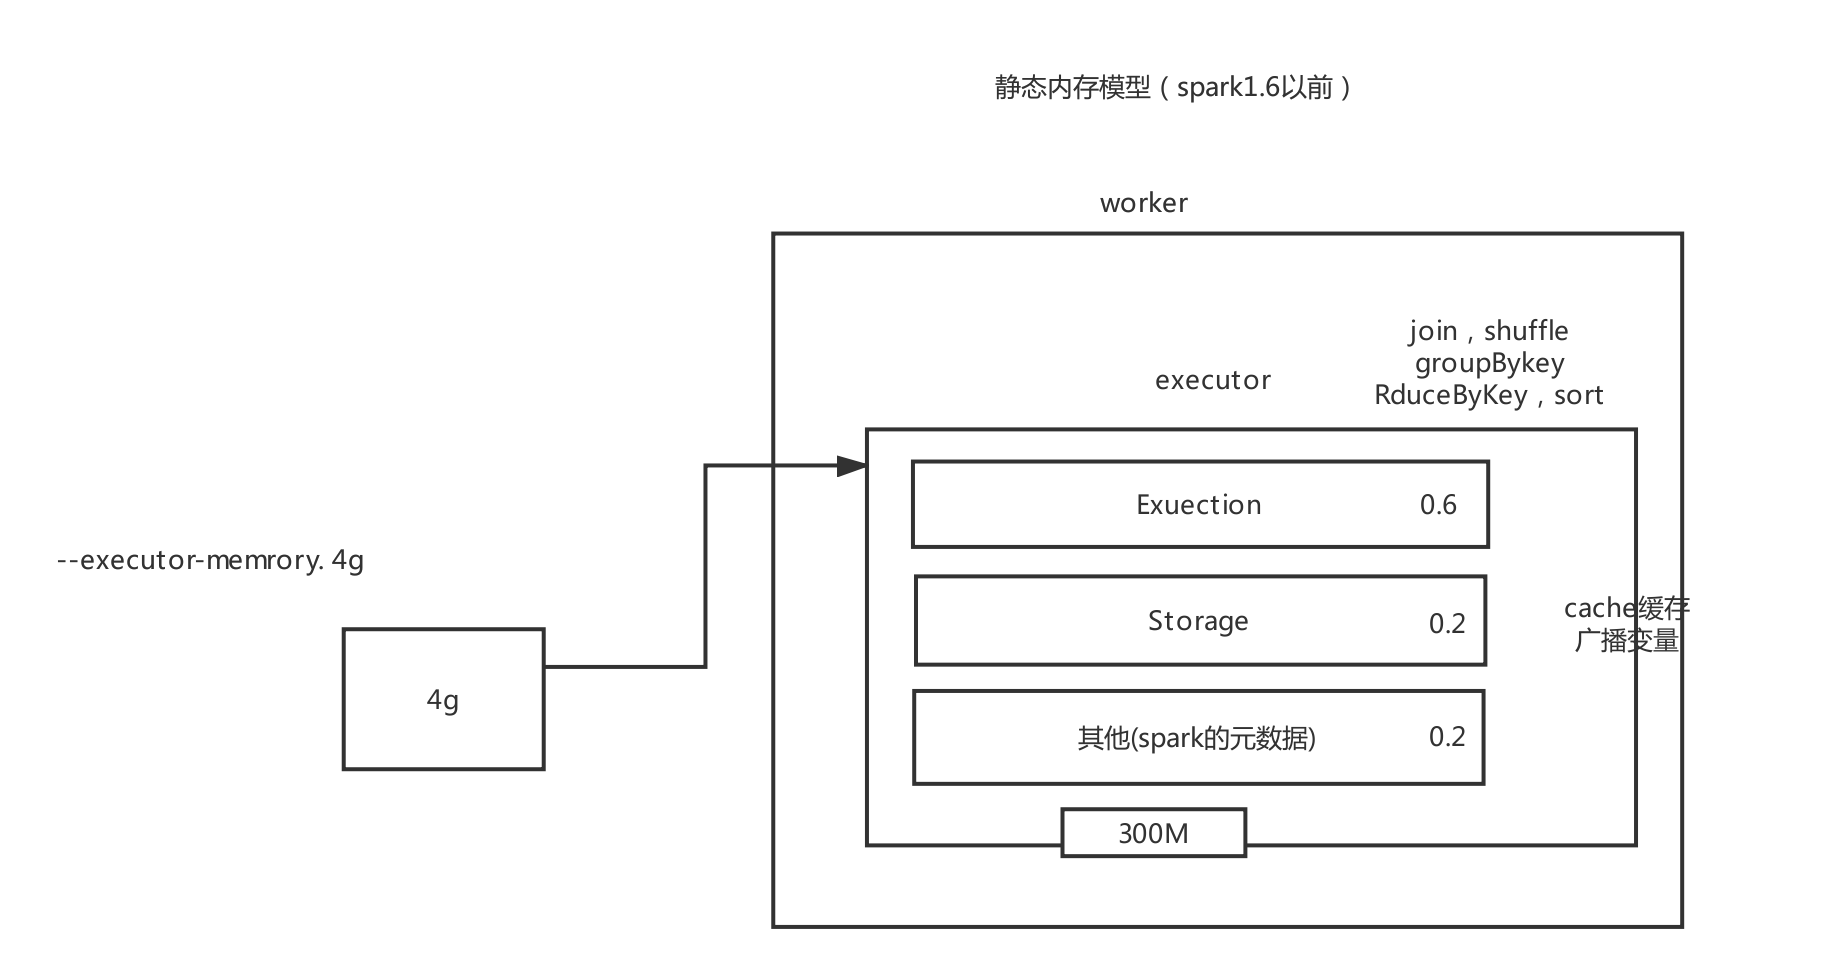 静态内存模型（spark1.6以前）
worker
join，shuffle
groupBykey
RduceByKey，sort
executor
Exuection 0.6
--executor-memrory. 4g
Storage 0.2
cache缓存
广播变量
4g
其他(spark的元数据) 0.2
300M